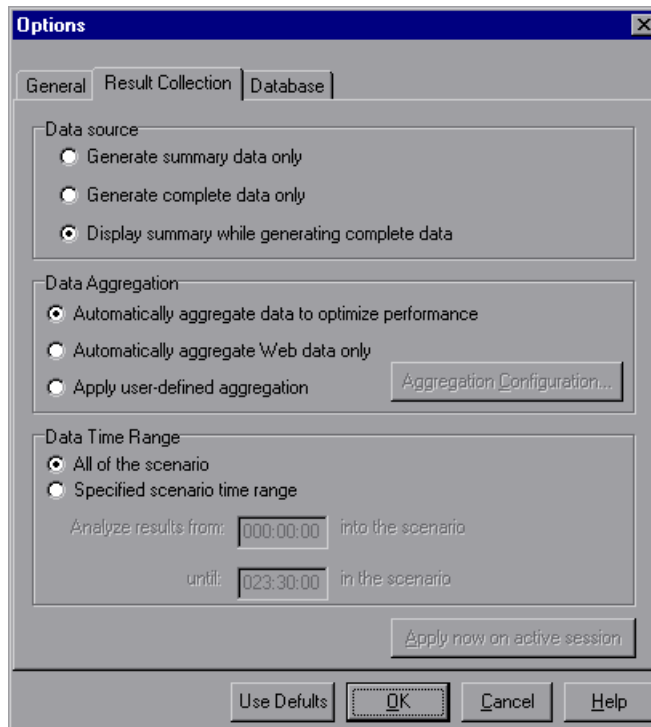 Options
General Result Collection Database
Data source
Generate summary data only
Generate complete data only
Display summary while generating complete data
Data Aggregation
Automatically aggregate data to optimize performance
Automatically aggregate Web data only
Apply user-defined aggregation Aggregation Configuration...
Data Time Range
All of the scenario
Specified scenario time range
Analyze results from: 000:00:00 into the scenario
until: 023:30:00 in the scenario
Apply now on active session
Use Defults OK Cancel Help